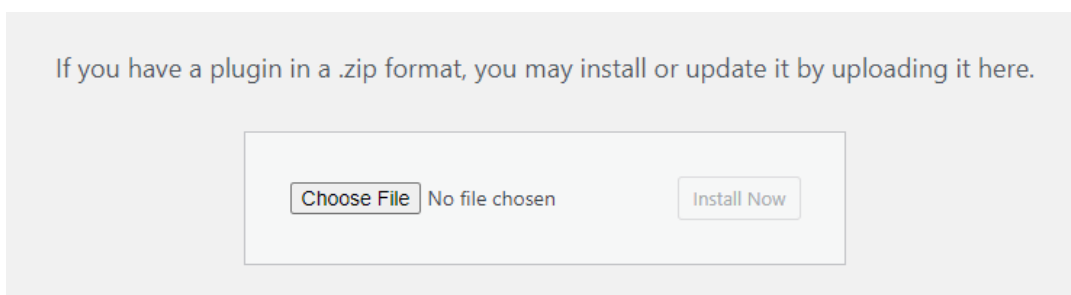 If you have a plugin in a .zip format, you may install or update it by uploading it here.
Choose File No file chosen Install Now